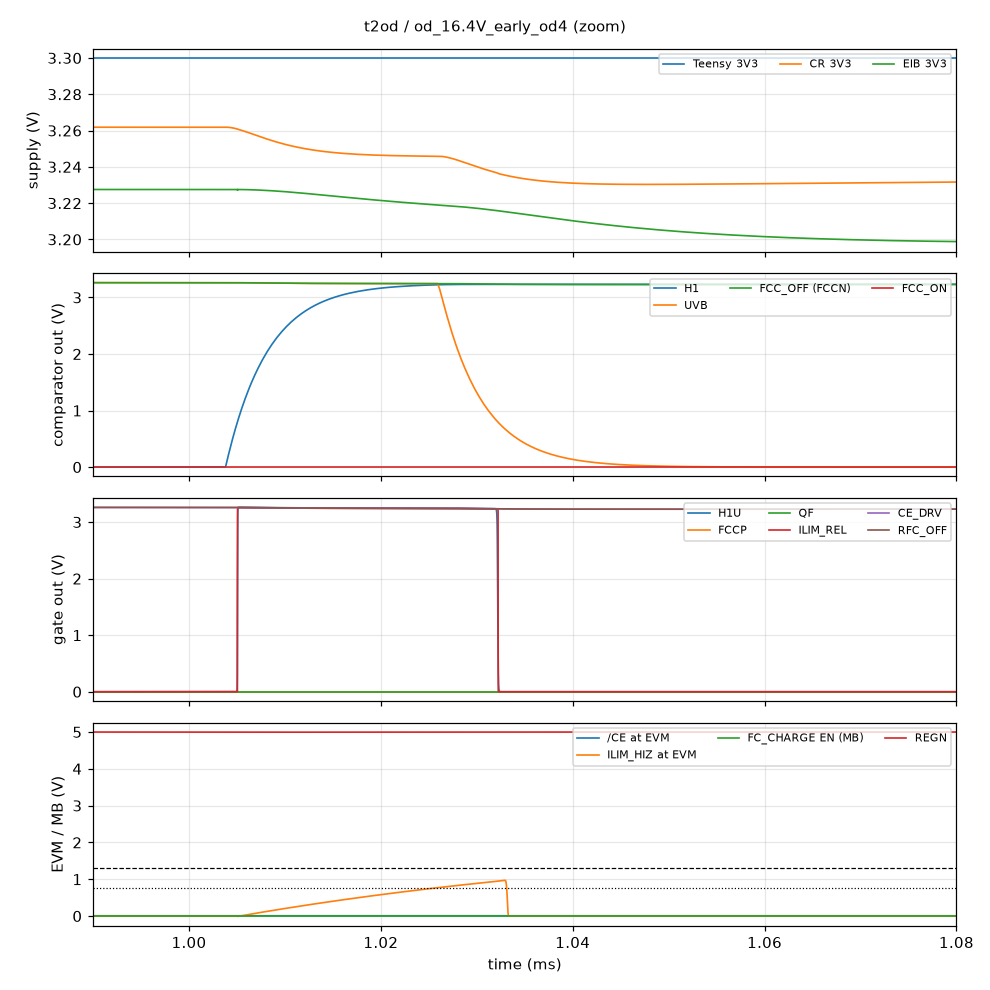 t2od / od_16.4V_early_od4 (zoom)
Teensy 3V3 CR 3V3 EIB 3V3
3.30
3.28
3.26
3.24
3.22
3.20
supply (V)
H1 FCC_OFF (FCCN) FCC_ON
UVB
3
2
1
0
comparator out (V)
H1U QF CE_DRV
FCCP ILIM_REL RFC_OFF
3
2
1
0
gate out (V)
/CE at EVM FC_CHARGE EN (MB) REGN
ILIM_HIZ at EVM
5
4
3
2
1
0
EVM / MB (V)
1.00 1.02 1.04 1.06 1.08
time (ms)